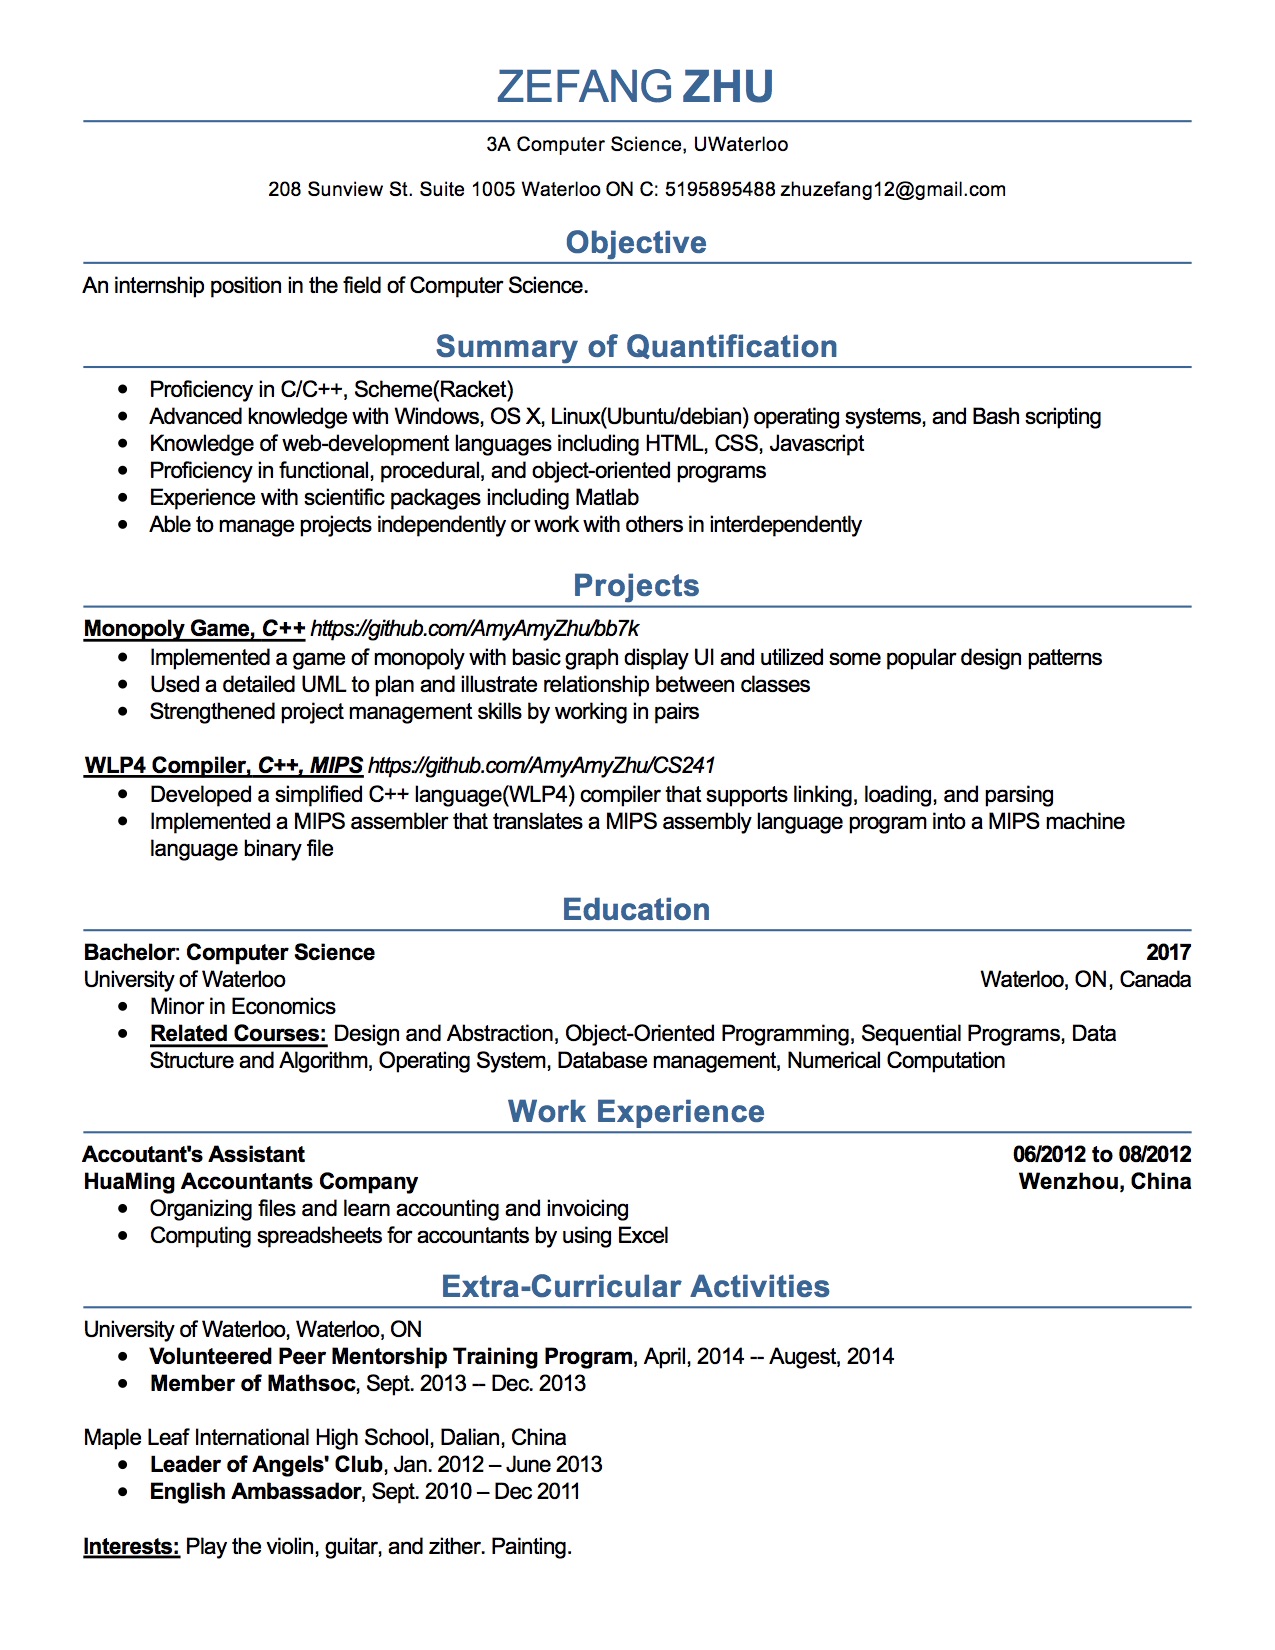 ZEFANG ZHU
3A Computer Science, UWaterloo
208 Sunview St. Suite 1005 Waterloo ON C: 5195895488 zhuzefang12@gmail.com
Objective
An internship position in the field of Computer Science.
Summary of Quantification
• Proficiency in C/C++, Scheme(Racket)
• Advanced knowledge with Windows, OS X, Linux(Ubuntu/debian) operating systems, and Bash scripting
• Knowledge of web-development languages including HTML, CSS, Javascript
• Proficiency in functional, procedural, and object-oriented programs
• Experience with scientific packages including Matlab
• Able to manage projects independently or work with others in interdependently
Projects
Monopoly Game, C++ https://github.com/AmyAmyZhu/bb7k
• Implemented a game of monopoly with basic graph display UI and utilized some popular design patterns
• Used a detailed UML to plan and illustrate relationship between classes
• Strengthened project management skills by working in pairs
WLP4 Compiler, C++, MIPS https://github.com/AmyAmyZhu/CS241
• Developed a simplified C++ language(WLP4) compiler that supports linking, loading, and parsing
• Implemented a MIPS assembler that translates a MIPS assembly language program into a MIPS machine
language binary file
Education
Bachelor: Computer Science 2017
University of Waterloo Waterloo, ON, Canada
• Minor in Economics
• Related Courses: Design and Abstraction, Object-Oriented Programming, Sequential Programs, Data
Structure and Algorithm, Operating System, Database management, Numerical Computation
Work Experience
Accoutant's Assistant 06/2012 to 08/2012
HuaMing Accountants Company Wenzhou, China
• Organizing files and learn accounting and invoicing
• Computing spreadsheets for accountants by using Excel
Extra-Curricular Activities
University of Waterloo, Waterloo, ON
• Volunteered Peer Mentorship Training Program, April, 2014 -- Augest, 2014
• Member of Mathsoc, Sept. 2013 – Dec. 2013
Maple Leaf International High School, Dalian, China
• Leader of Angels' Club, Jan. 2012 – June 2013
• English Ambassador, Sept. 2010 – Dec 2011
Interests: Play the violin, guitar, and zither. Painting.